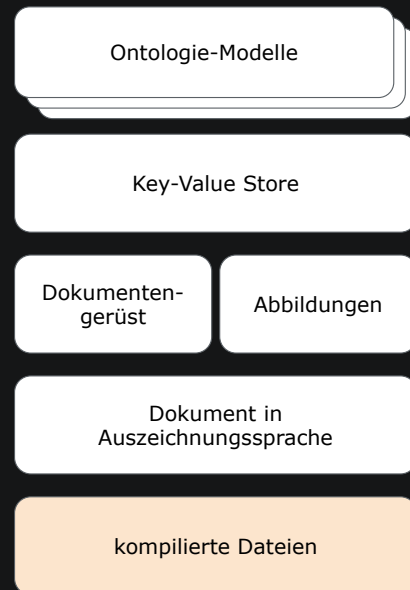 Ontologie-Modelle
Key-Value Store
Dokumenten-
gerüst
Abbildungen
Dokument in
Auszeichnungssprache
kompilierte Dateien